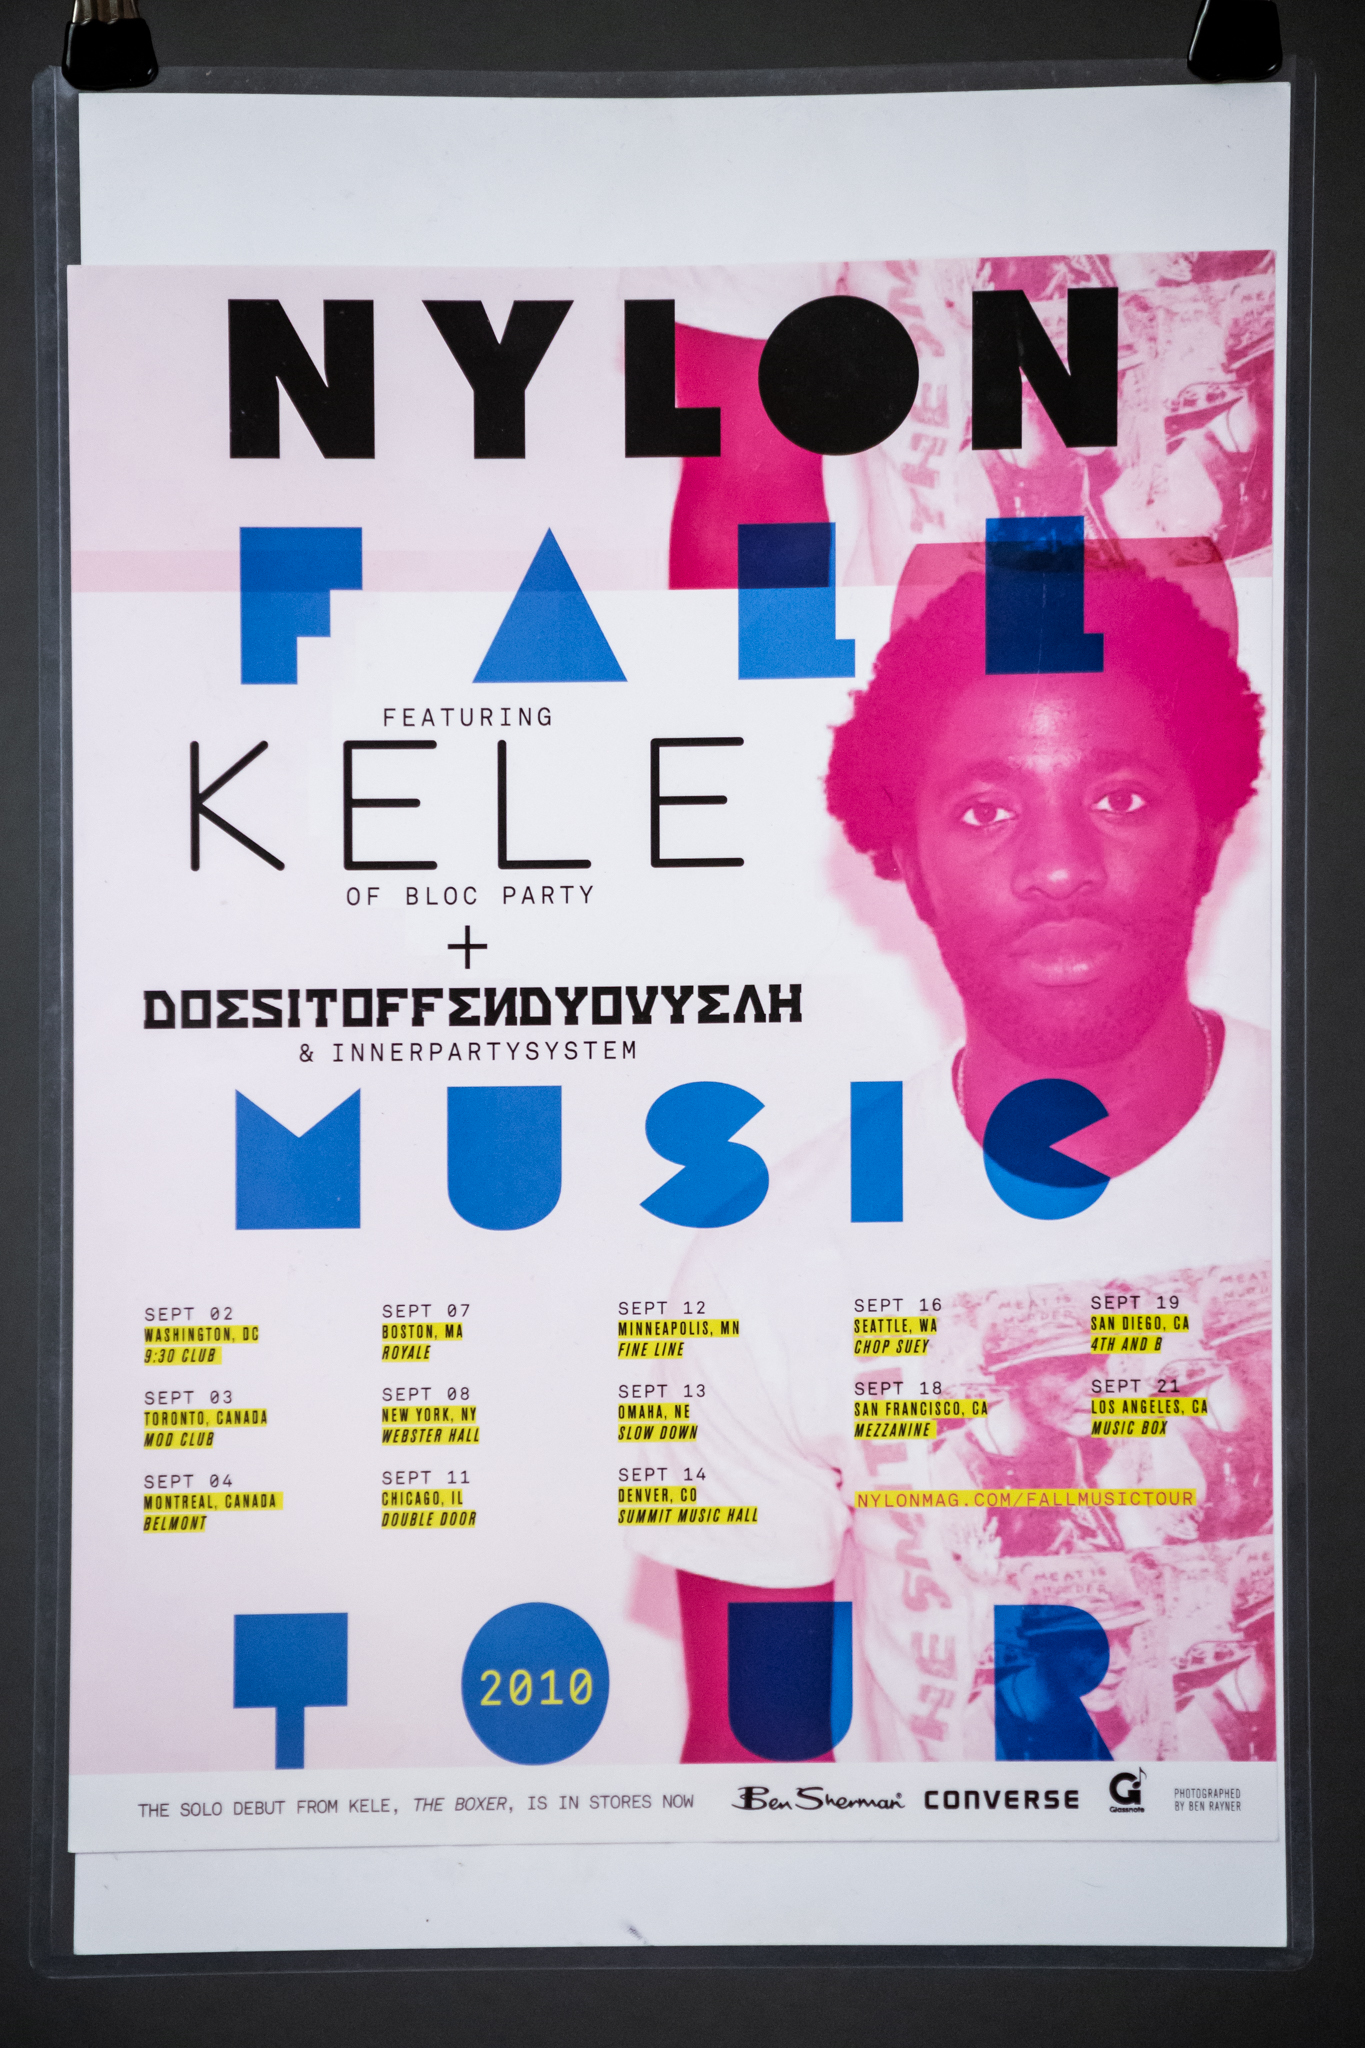 NYLON
FALL
FEATURING
KELE
OF BLOC PARTY
+
DOESITOFFENDYOUYEAH
& INNERPARTYSYSTEM
MUSIC
SEPT 02
WASHINGTON, DC
9:30 CLUB
SEPT 03
TORONTO, CANADA
MOD CLUB
SEPT 04
MONTREAL, CANADA
BELMONT
SEPT 07
BOSTON, MA
ROYALE
SEPT 08
NEW YORK, NY
WEBSTER HALL
SEPT 11
CHICAGO, IL
DOUBLE DOOR
SEPT 12
MINNEAPOLIS, MN
FINE LINE
SEPT 13
OMAHA, NE
SLOW DOWN
SEPT 14
DENVER, CO
SUMMIT MUSIC HALL
SEPT 16
SEATTLE, WA
CHOP SUEY
SEPT 18
SAN FRANCISCO, CA
MEZZANINE
SEPT 19
SAN DIEGO, CA
4TH AND B
SEPT 21
LOS ANGELES, CA
MUSIC BOX
NYLONMAG.COM/FALLMUSICTOUR
MEAT IS
MURDER
THE SM
TOUR
2010
THE SOLO DEBUT FROM KELE, THE BOXER, IS IN STORES NOW
Ben Sherman®
CONVERSE
G
Glassnote
PHOTOGRAPHED
BY BEN RAYNER